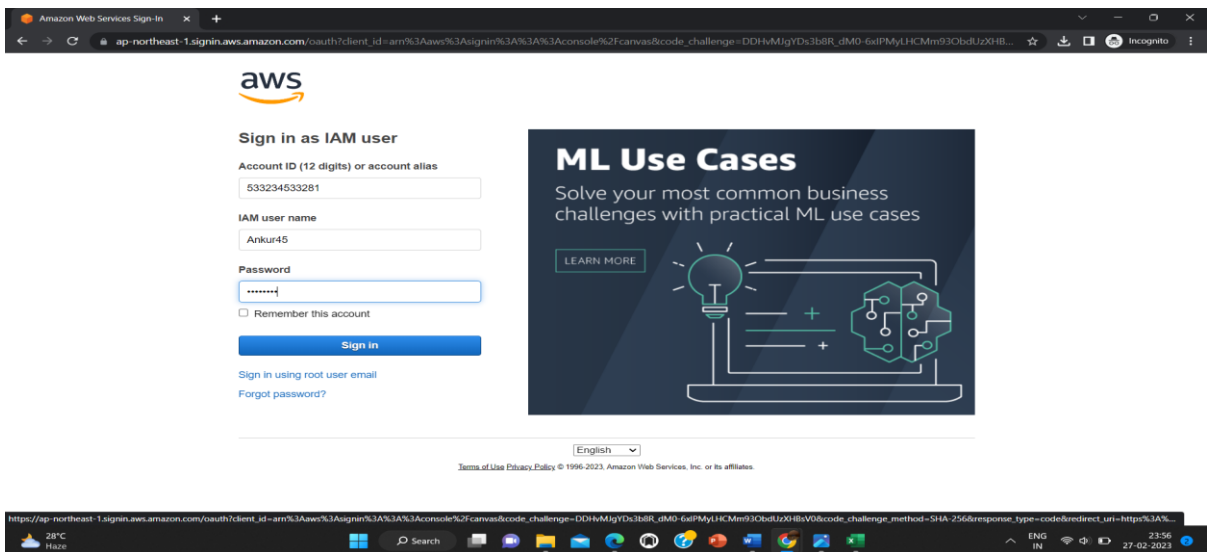 Amazon Web Services Sign-In
ap-northeast-1.signin.aws.amazon.com/oauth?client_id=arn%3Aaws%3Asignin%3A%3A%3Aconsole%2Fcanvas&code_challenge=DDHvMJgYDs3b8R_dM0-6xIPMyLHCMm93ObdUzXHB... Incognito
aws
Sign in as IAM user
Account ID (12 digits) or account alias
533234533281
IAM user name
Ankur45
Password
Remember this account
Sign in
Sign in using root user email
Forgot password?
ML Use Cases
Solve your most common business
challenges with practical ML use cases
LEARN MORE
English
Terms of Use Privacy Policy © 1996-2023, Amazon Web Services, Inc. or its affiliates.
https://ap-northeast-1.signin.aws.amazon.com/oauth?client_id=arn%3Aaws%3Asignin%3A%3A%3Aconsole%2Fcanvas&code_challenge=DDHvMJgYDs3b8R_dM0-6xIPMyLHCMm93ObdUzXHBsV0&code_challenge_method=SHA-256&response_type=code&redirect_uri=https%3A%...
28°C
Haze
Search
ENG
IN
23:56
27-02-2023